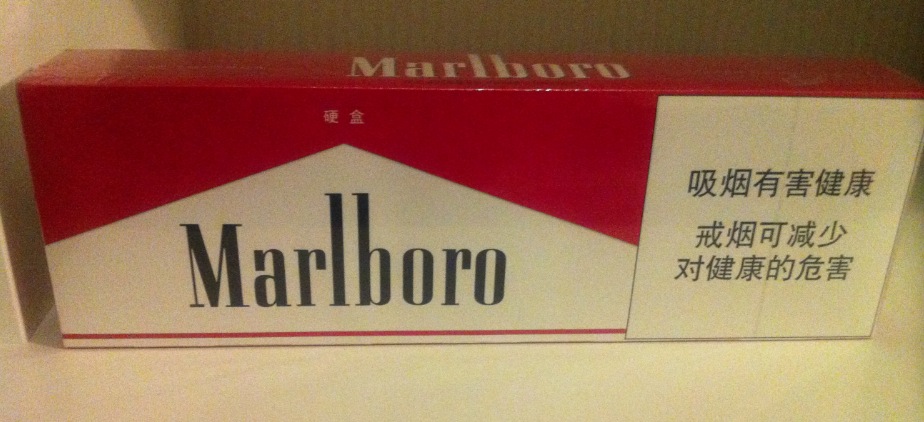 Marlboro
硬盒
Marlboro
吸烟有害健康
戒烟可减少
对健康的危害